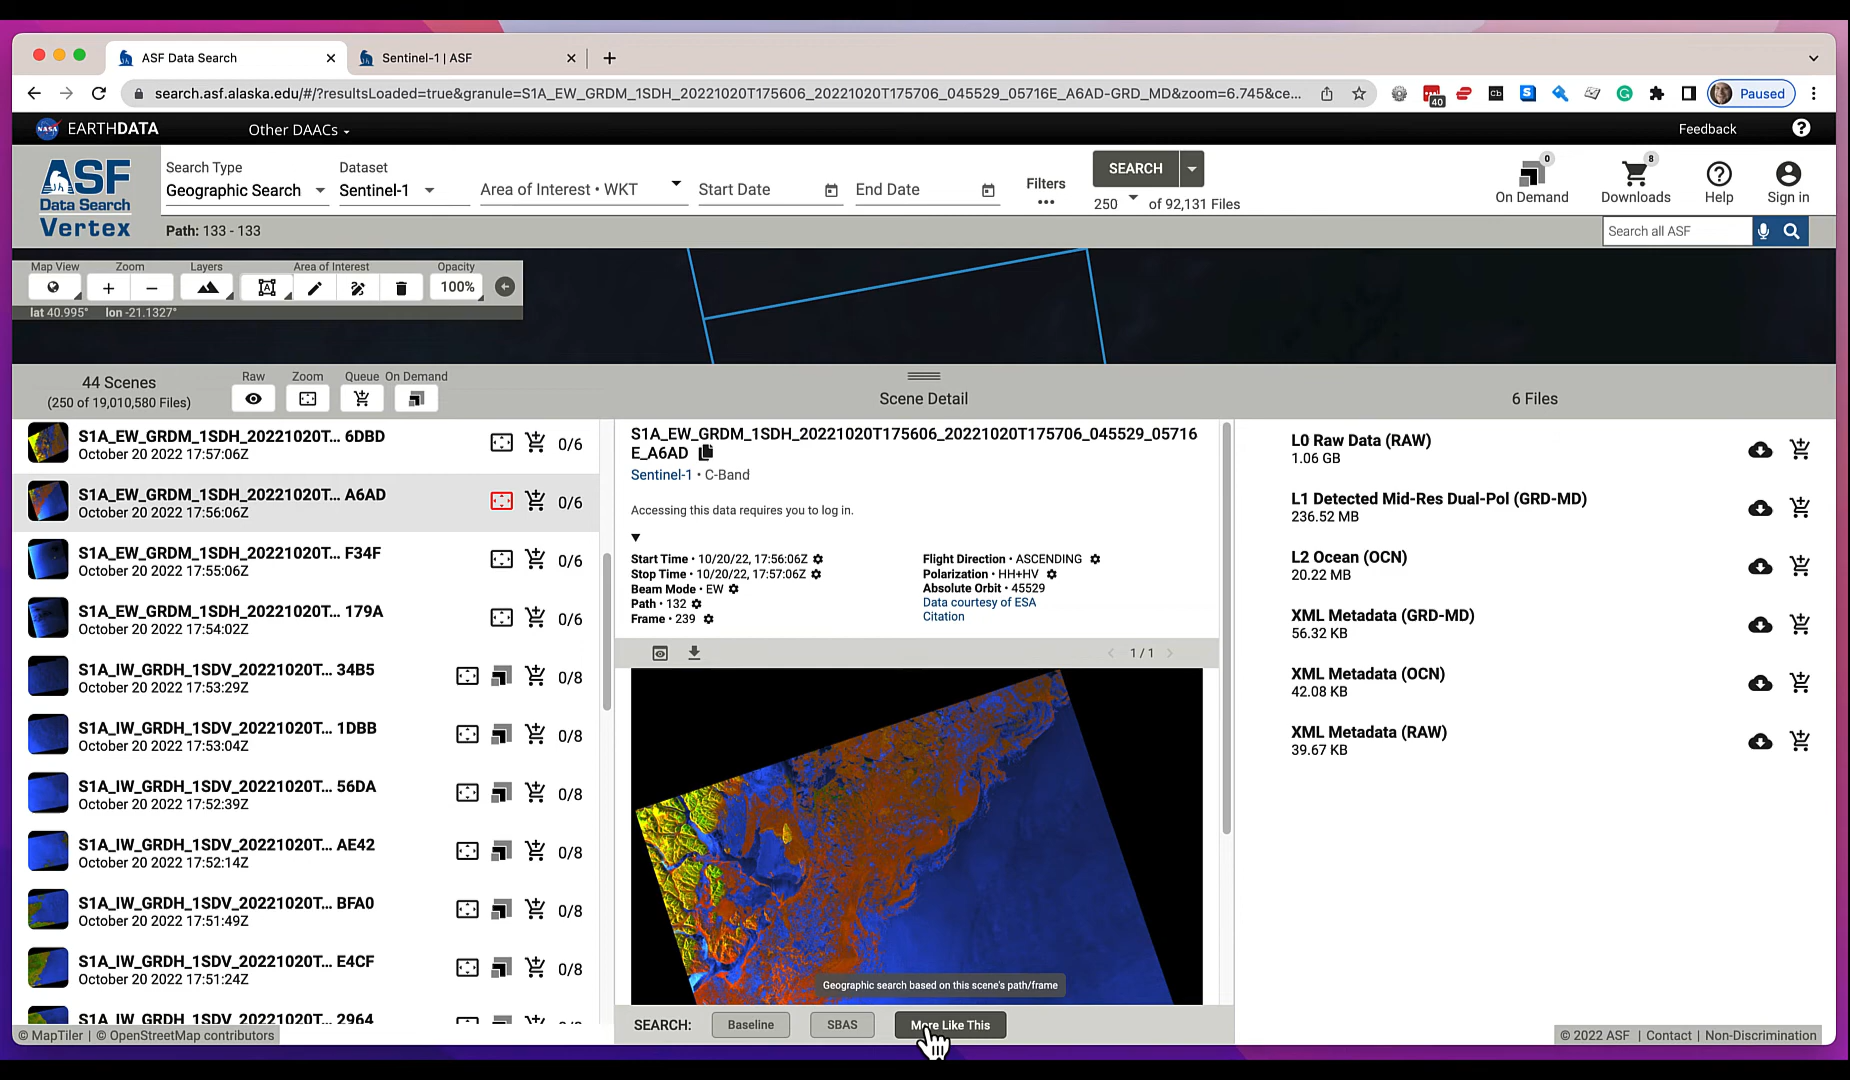 ASF Data Search
Sentinel-1 | ASF
search.asf.alaska.edu/#/?resultsLoaded=true&granule=S1A_EW_GRDM_1SDH_20221020T175606_20221020T175706_045529_05716E_A6AD-GRD_MD&zoom=6.745&ce...
40
Cb
S
G
Paused
NASA EARTHDATA
Other DAACs
Feedback
?
ASF
Data Search
Vertex
Search Type
Geographic Search
Dataset
Sentinel-1
Area of Interest • WKT
Start Date
End Date
Filters
•••
SEARCH
250 of 92,131 Files
0
On Demand
8
Downloads
Help
Sign in
Path: 133 - 133
Search all ASF
Map View
Zoom
Layers
Area of Interest
Opacity
+
−
A
100%
lat 40.995° lon -21.1327°
44 Scenes
(250 of 19,010,580 Files)
Raw
Zoom
Queue
On Demand
Scene Detail
6 Files
S1A_EW_GRDM_1SDH_20221020T... 6DBD
October 20 2022 17:57:06Z
0/6
S1A_EW_GRDM_1SDH_20221020T... A6AD
October 20 2022 17:56:06Z
0/6
S1A_EW_GRDM_1SDH_20221020T... F34F
October 20 2022 17:55:06Z
0/6
S1A_EW_GRDM_1SDH_20221020T... 179A
October 20 2022 17:54:02Z
0/6
S1A_IW_GRDH_1SDV_20221020T... 34B5
October 20 2022 17:53:29Z
0/8
S1A_IW_GRDH_1SDV_20221020T... 1DBB
October 20 2022 17:53:04Z
0/8
S1A_IW_GRDH_1SDV_20221020T... 56DA
October 20 2022 17:52:39Z
0/8
S1A_IW_GRDH_1SDV_20221020T... AE42
October 20 2022 17:52:14Z
0/8
S1A_IW_GRDH_1SDV_20221020T... BFA0
October 20 2022 17:51:49Z
0/8
S1A_IW_GRDH_1SDV_20221020T... E4CF
October 20 2022 17:51:24Z
0/8
S1A_IW_GRDH_1SDV_20221020T... 2964
S1A_EW_GRDM_1SDH_20221020T175606_20221020T175706_045529_05716
E_A6AD
Sentinel-1 • C-Band
Accessing this data requires you to log in.
Start Time • 10/20/22, 17:56:06Z
Stop Time • 10/20/22, 17:57:06Z
Beam Mode • EW
Path • 132
Frame • 239
Flight Direction • ASCENDING
Polarization • HH+HV
Absolute Orbit • 45529
Data courtesy of ESA
Citation
1 / 1
Geographic search based on this scene's path/frame
SEARCH:
Baseline
SBAS
More Like This
L0 Raw Data (RAW)
1.06 GB
L1 Detected Mid-Res Dual-Pol (GRD-MD)
236.52 MB
L2 Ocean (OCN)
20.22 MB
XML Metadata (GRD-MD)
56.32 KB
XML Metadata (OCN)
42.08 KB
XML Metadata (RAW)
39.67 KB
© MapTiler | © OpenStreetMap contributors
© 2022 ASF | Contact | Non-Discrimination